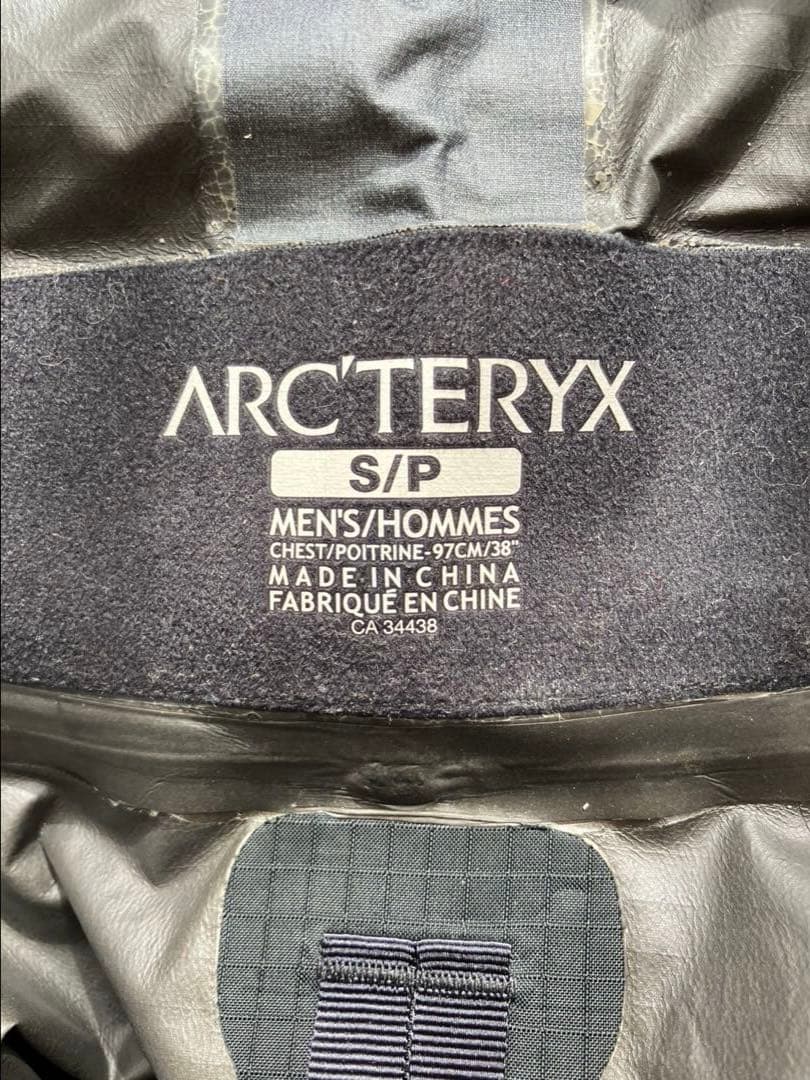 ARC'TERYX
S/P
MEN'S/HOMMES
CHEST/POITRINE-97CM/38"
MADE IN CHINA
FABRIQUÉ EN CHINE
CA 34438